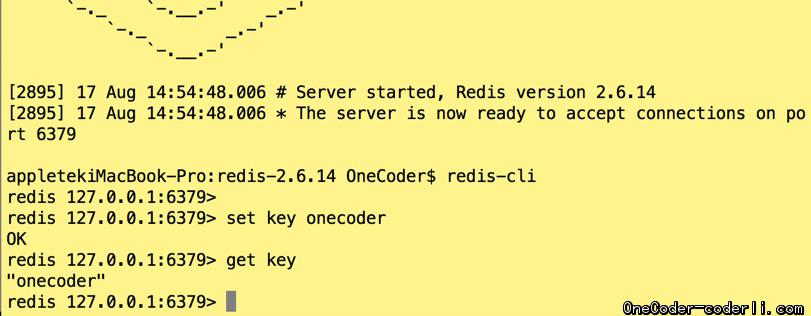 [2895] 17 Aug 14:54:48.006 # Server started, Redis version 2.6.14
[2895] 17 Aug 14:54:48.006 * The server is now ready to accept connections on po
rt 6379
appletekiMacBook-Pro:redis-2.6.14 OneCoder$ redis-cli
redis 127.0.0.1:6379>
redis 127.0.0.1:6379> set key onecoder
OK
redis 127.0.0.1:6379> get key
"onecoder"
redis 127.0.0.1:6379>
OneCoder-coderli.com